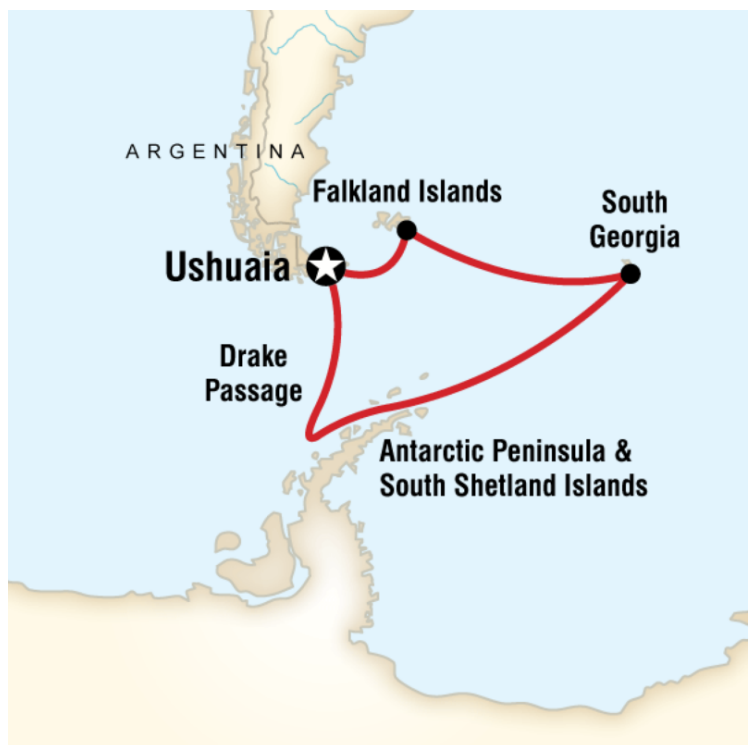 ARGENTINA
Falkland Islands
South
Georgia
Ushuaia
Drake
Passage
Antarctic Peninsula &
South Shetland Islands